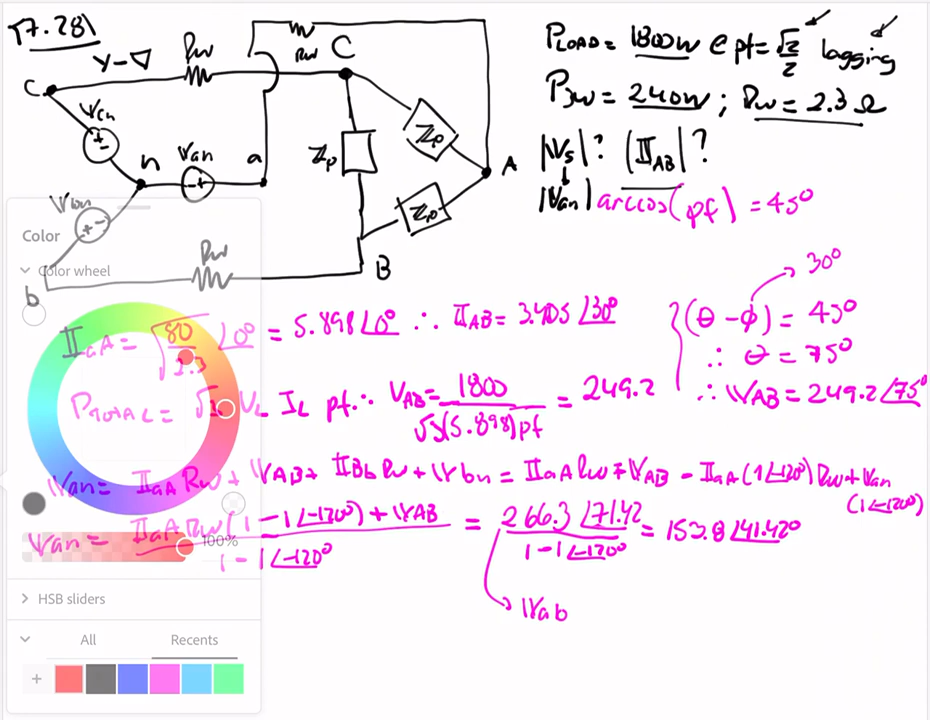 17.28)
Y-∇
Rw
Rw
C
PLOAD = 1800W @ pf = √2/2 lagging
P3W = 240W ; Rw = 2.3 Ω
C
Vcn
n
Van
a
Zp
Zp
A
|Vs|? |IAB|?
|Van| arccos(pf) = 45°
Vbn
Zp
Color
Rw
B
Color wheel
b
30°
IaA = √(80/2.3) ∠0° = 5.898∠0° ∴ IAB = 3.405 ∠30°
(θ - ϕ) = 45°
∴ θ = 75°
PTOTAL = √3 VL IL pf ∴ VAB = 1800 / √3(5.898)pf = 249.2
∴ VAB = 249.2∠75°
Van = IaA Rw + VAB + IBb Rw + Vbn = IaA Rw + VAB - IaA (1∠-120°) Rw + Van (1∠-120°)
Van = IaA Rw (1 - 1∠-120°) + VAB / 1 - 1∠-120° = 266.3 ∠71.42 / 1 - 1∠-120° = 153.8∠41.42°
100%
Vab
HSB sliders
All Recents
+